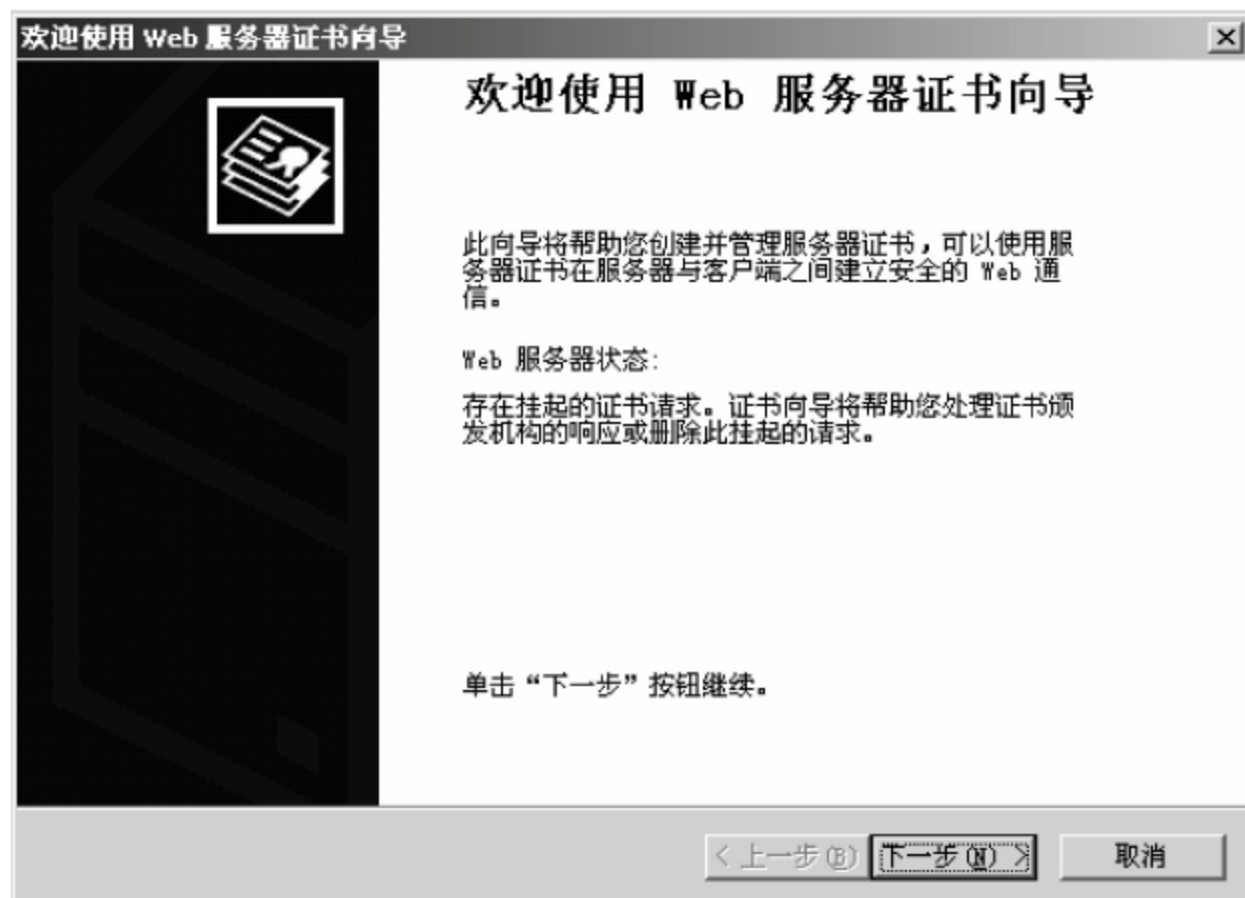 欢迎使用 Web 服务器证书向导
欢迎使用 Web 服务器证书向导
此向导将帮助您创建并管理服务器证书，可以使用服
务器证书在服务器与客户端之间建立安全的 Web 通
信。
Web 服务器状态:
存在挂起的证书请求。证书向导将帮助您处理证书颁
发机构的响应或删除此挂起的请求。
单击“下一步”按钮继续。
< 上一步(B) 下一步(N) > 取消